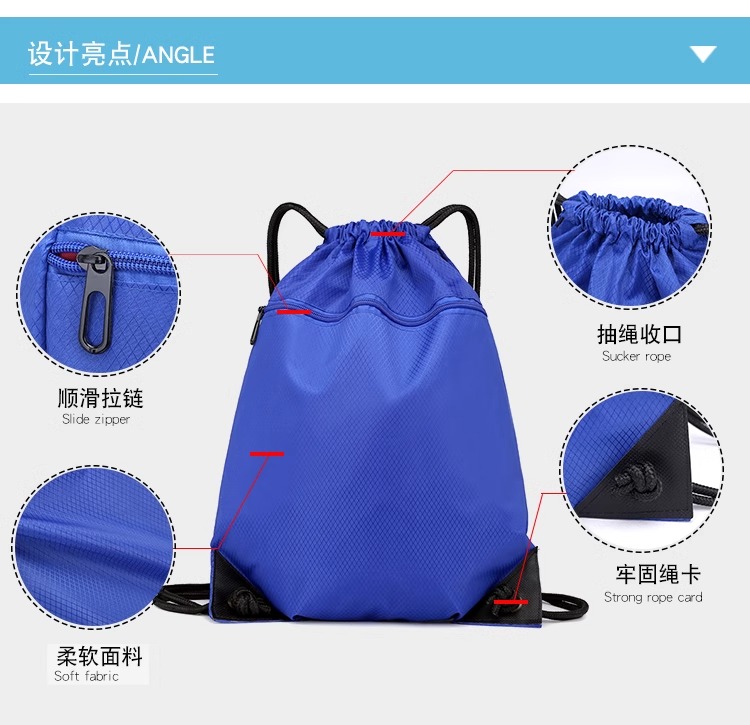 设计亮点/ANGLE
抽绳收口
Sucker rope
顺滑拉链
Slide zipper
牢固绳卡
Strong rope card
柔软面料
Soft fabric